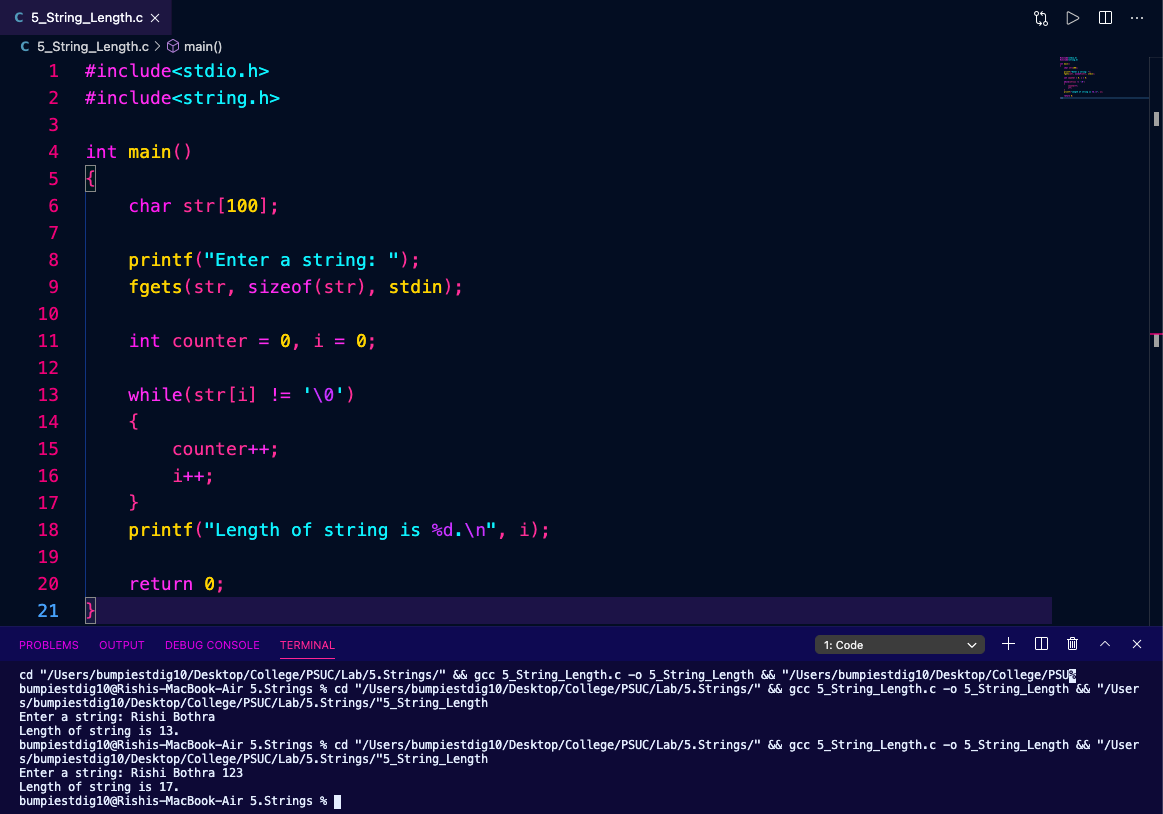 C 5_String_Length.c ×
C 5_String_Length.c > main()
1 #include<stdio.h>
2 #include<string.h>
3
4 int main()
5 {
6     char str[100];
7
8     printf("Enter a string: ");
9     fgets(str, sizeof(str), stdin);
10
11     int counter = 0, i = 0;
12
13     while(str[i] != '\0')
14     {
15         counter++;
16         i++;
17     }
18     printf("Length of string is %d.\n", i);
19
20     return 0;
21 }
PROBLEMS OUTPUT DEBUG CONSOLE TERMINAL 1: Code
cd "/Users/bumpiestdig10/Desktop/College/PSUC/Lab/5.Strings/" && gcc 5_String_Length.c -o 5_String_Length && "/Users/bumpiestdig10/Desktop/College/PSU%
bumpiestdig10@Rishis-MacBook-Air 5.Strings % cd "/Users/bumpiestdig10/Desktop/College/PSUC/Lab/5.Strings/" && gcc 5_String_Length.c -o 5_String_Length && "/User
s/bumpiestdig10/Desktop/College/PSUC/Lab/5.Strings/"5_String_Length
Enter a string: Rishi Bothra
Length of string is 13.
bumpiestdig10@Rishis-MacBook-Air 5.Strings % cd "/Users/bumpiestdig10/Desktop/College/PSUC/Lab/5.Strings/" && gcc 5_String_Length.c -o 5_String_Length && "/User
s/bumpiestdig10/Desktop/College/PSUC/Lab/5.Strings/"5_String_Length
Enter a string: Rishi Bothra 123
Length of string is 17.
bumpiestdig10@Rishis-MacBook-Air 5.Strings %